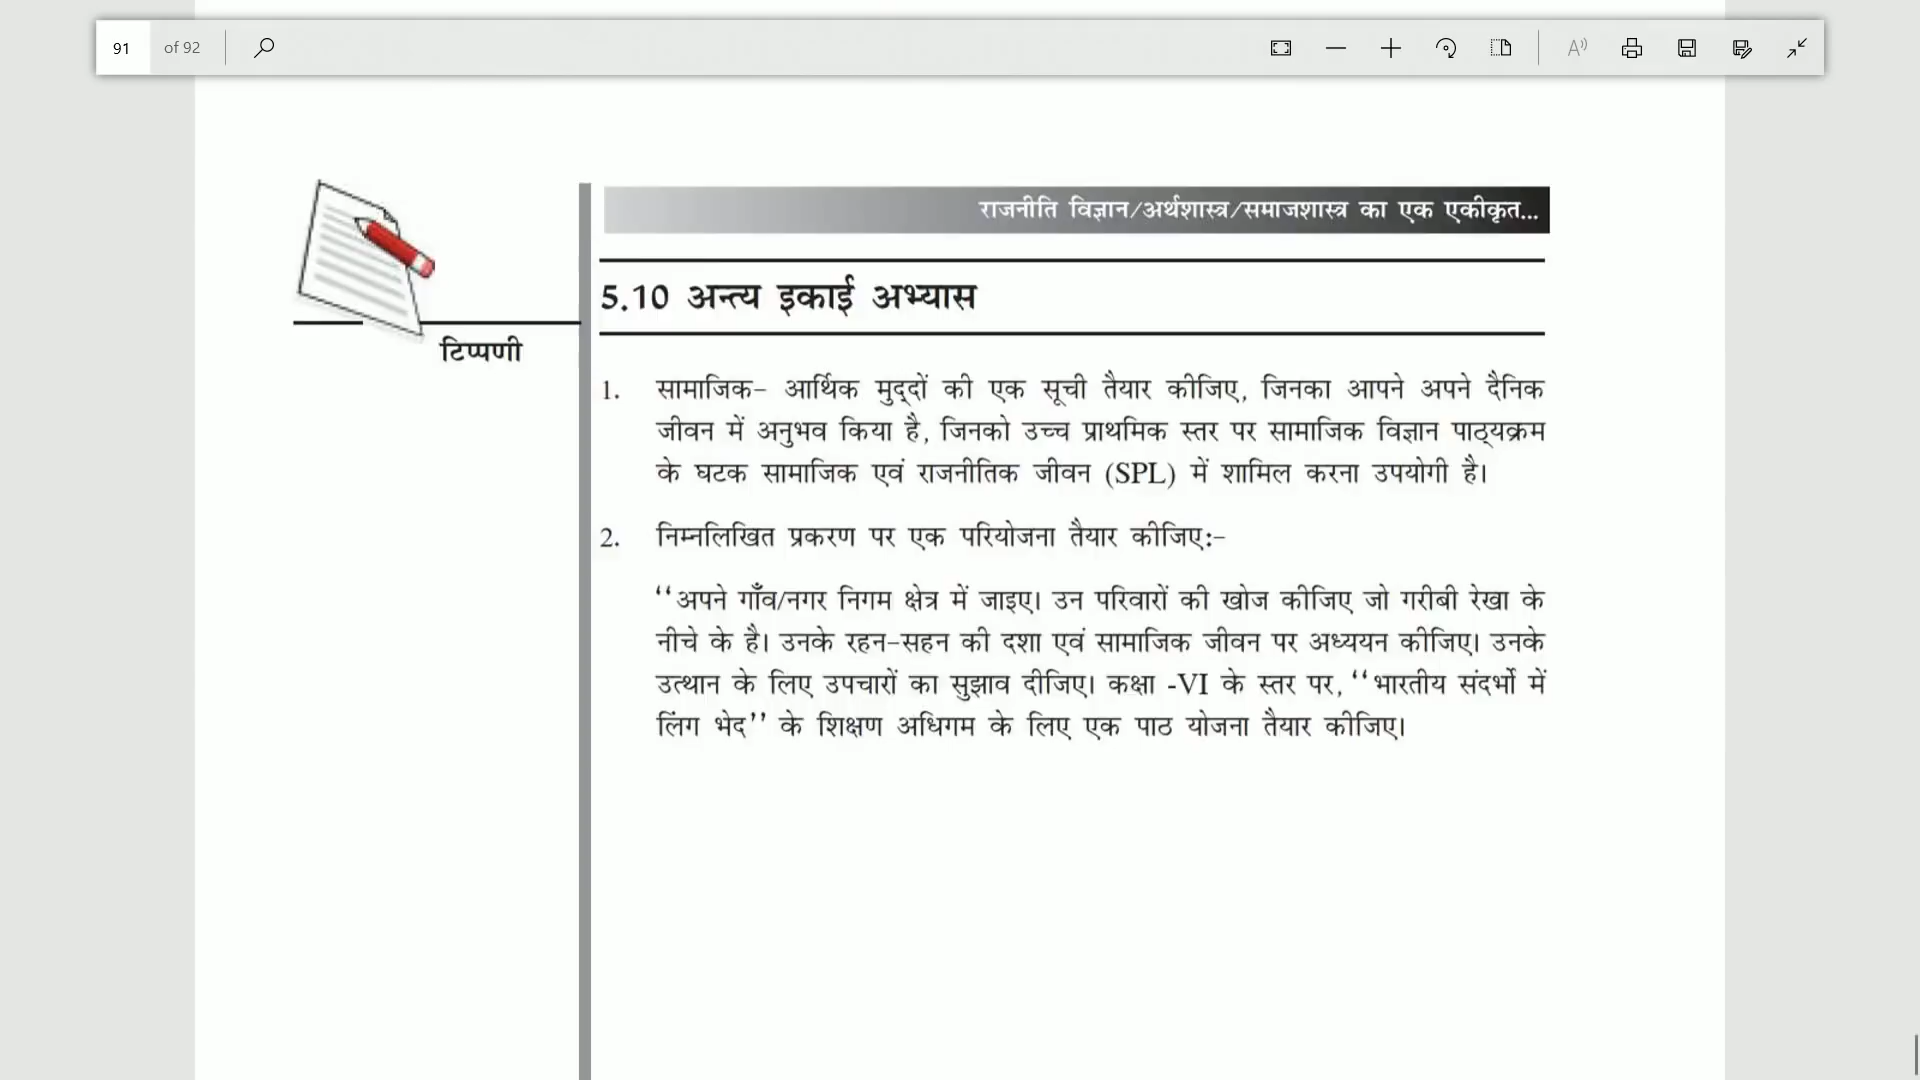 91 of 92
राजनीति विज्ञान/अर्थशास्त्र/समाजशास्त्र का एक एकीकृत...
5.10 अन्त्य इकाई अभ्यास
टिप्पणी
1. सामाजिक- आर्थिक मुद्दों की एक सूची तैयार कीजिए, जिनका आपने अपने दैनिक
जीवन में अनुभव किया है, जिनको उच्च प्राथमिक स्तर पर सामाजिक विज्ञान पाठ्यक्रम
के घटक सामाजिक एवं राजनीतिक जीवन (SPL) में शामिल करना उपयोगी है।
2. निम्नलिखित प्रकरण पर एक परियोजना तैयार कीजिए:-
‘‘अपने गाँव/नगर निगम क्षेत्र में जाइए। उन परिवारों की खोज कीजिए जो गरीबी रेखा के
नीचे के है। उनके रहन-सहन की दशा एवं सामाजिक जीवन पर अध्ययन कीजिए। उनके
उत्थान के लिए उपचारों का सुझाव दीजिए। कक्षा -VI के स्तर पर, ‘‘भारतीय संदर्भो में
लिंग भेद’’ के शिक्षण अधिगम के लिए एक पाठ योजना तैयार कीजिए।